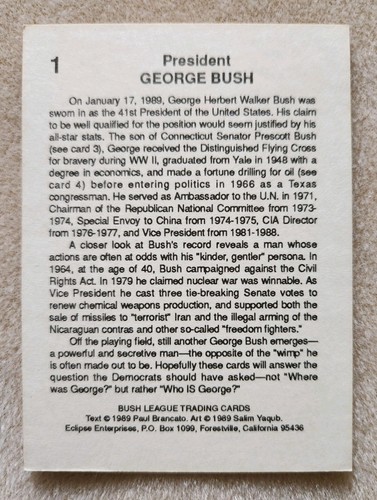 1
President
GEORGE BUSH
On January 17, 1989, George Herbert Walker Bush was
sworn in as the 41st President of the United States. His claim
to be well qualified for the position would seem justified by his
all-star stats. The son of Connecticut Senator Prescott Bush
(see card 3), George received the Distinguished Flying Cross
for bravery during WW II, graduated from Yale in 1948 with a
degree in economics, and made a fortune drilling for oil (see
card 4) before entering politics in 1966 as a Texas
congressman. He served as Ambassador to the U.N. in 1971,
Chairman of the Republican National Committee from 1973-
1974, Special Envoy to China from 1974-1975, CIA Director
from 1976-1977, and Vice President from 1981-1988.
A closer look at Bush's record reveals a man whose
actions are often at odds with his "kinder, gentler" persona. In
1964, at the age of 40, Bush campaigned against the Civil
Rights Act. In 1979 he claimed nuclear war was winnable. As
Vice President he cast three tie-breaking Senate votes to
renew chemical weapons production, and supported both the
sale of missiles to "terrorist" Iran and the illegal arming of the
Nicaraguan contras and other so-called "freedom fighters."
Off the playing field, still another George Bush emerges—
a powerful and secretive man—the opposite of the "wimp" he
is often made out to be. Hopefully these cards will answer the
question the Democrats should have asked—not "Where
was George?" but rather "Who IS George?"
BUSH LEAGUE TRADING CARDS
Text © 1989 Paul Brancato. Art © 1989 Salim Yaqub.
Eclipse Enterprises, P.O. Box 1099, Forestville, California 95436